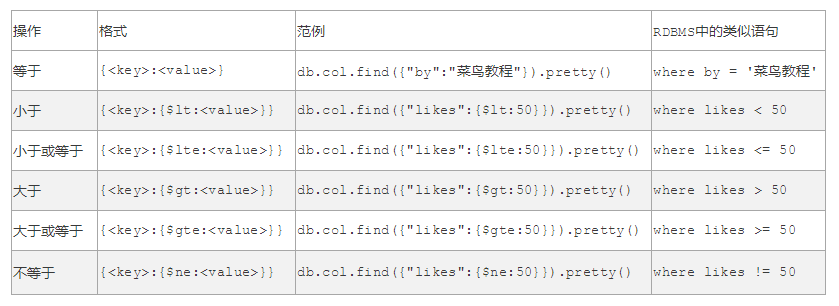 操作 格式 范例 RDBMS中的类似语句
等于 {<key>:<value>} db.col.find({"by":"菜鸟教程"}).pretty() where by = '菜鸟教程'
小于 {<key>:{$lt:<value>}} db.col.find({"likes":{$lt:50}}).pretty() where likes < 50
小于或等于 {<key>:{$lte:<value>}} db.col.find({"likes":{$lte:50}}).pretty() where likes <= 50
大于 {<key>:{$gt:<value>}} db.col.find({"likes":{$gt:50}}).pretty() where likes > 50
大于或等于 {<key>:{$gte:<value>}} db.col.find({"likes":{$gte:50}}).pretty() where likes >= 50
不等于 {<key>:{$ne:<value>}} db.col.find({"likes":{$ne:50}}).pretty() where likes != 50